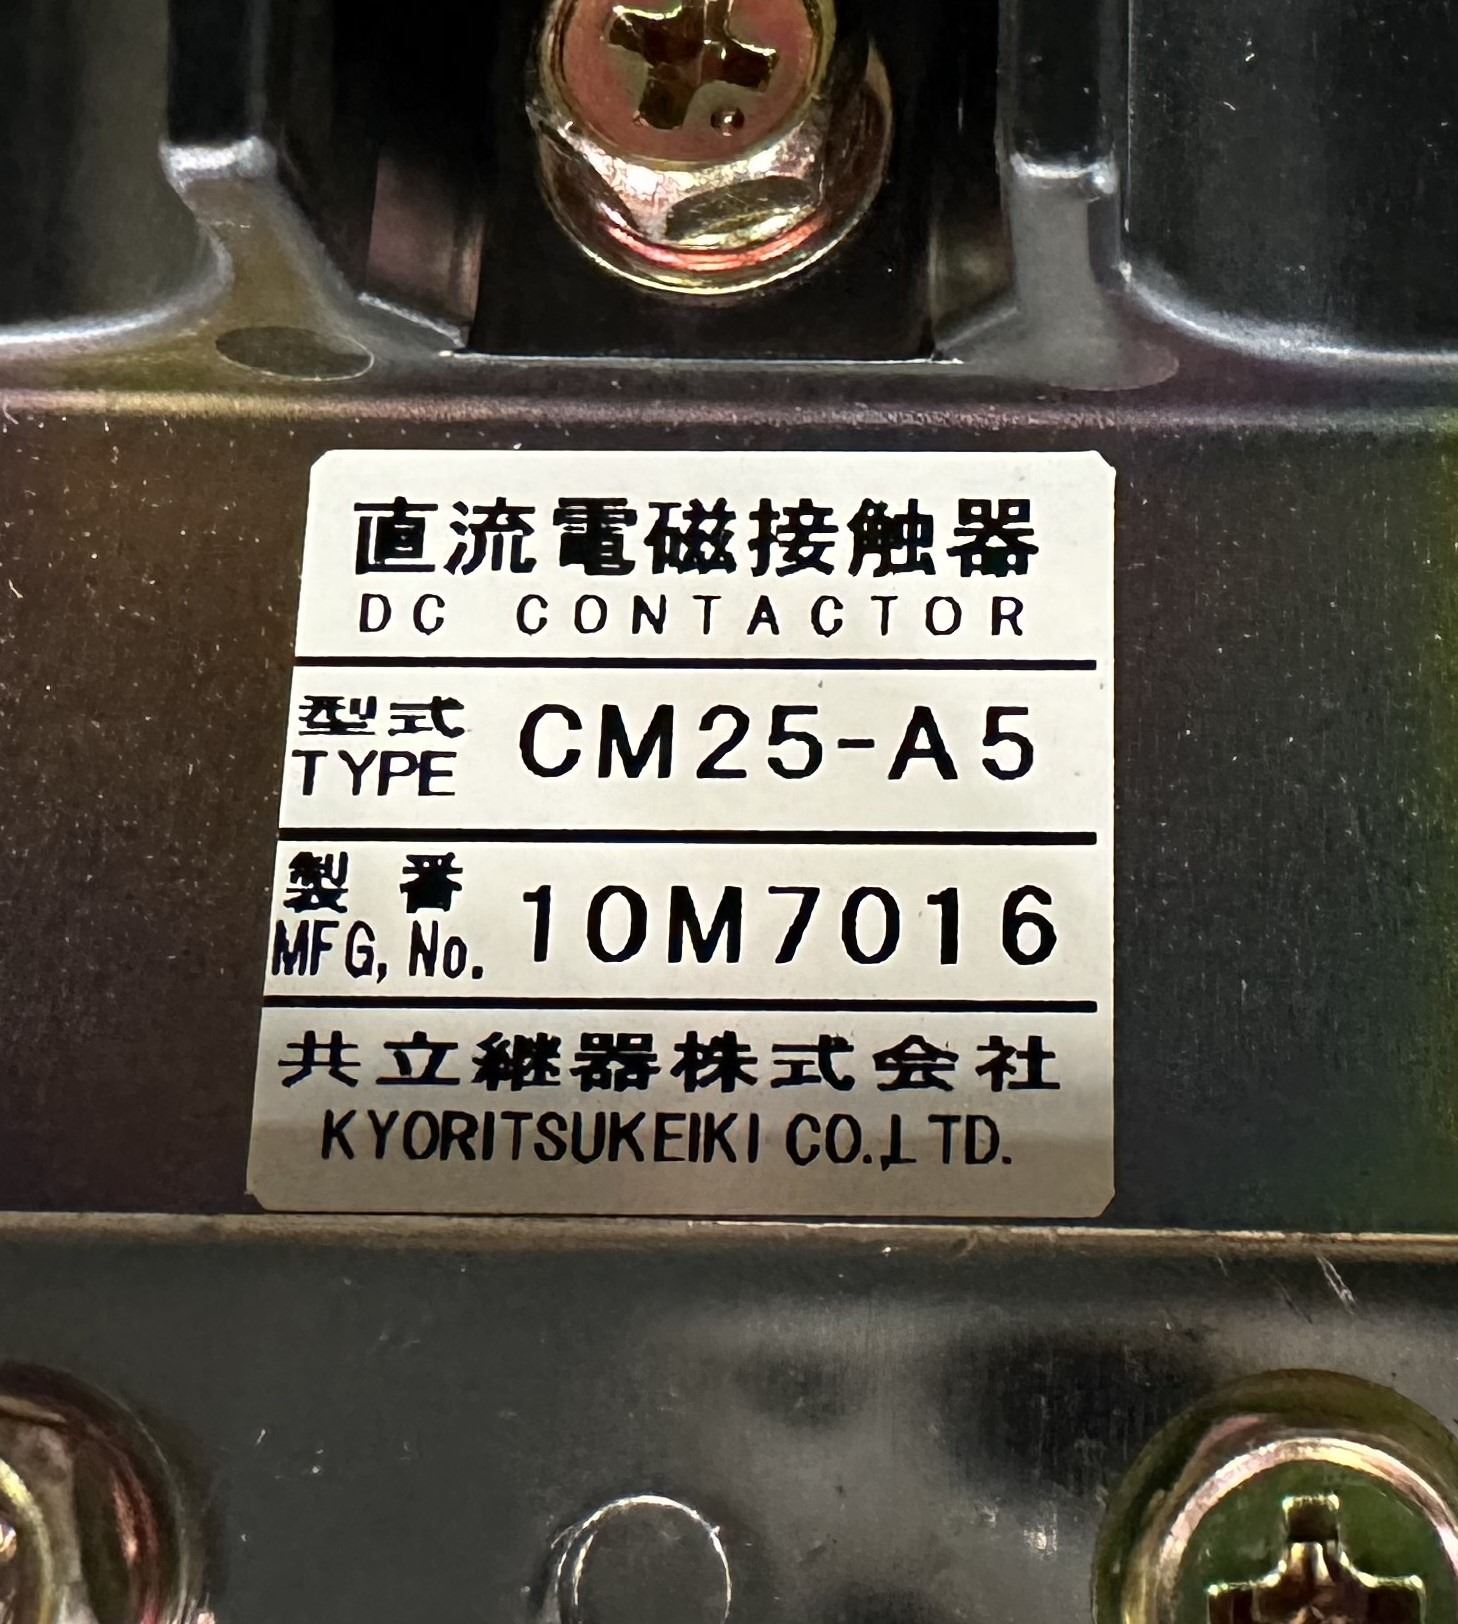 直流電磁接触器
DC CONTACTOR
型式
TYPE CM25-A5
製番
MFG, No. 10M7016
共立継器株式会社
KYORITSUKEIKI CO.,LTD.